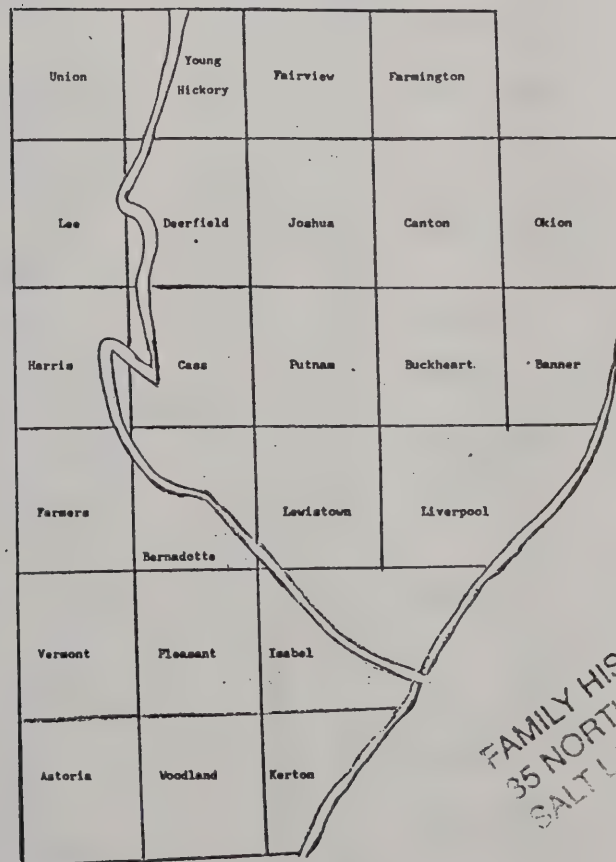 Union
Young
Hickory
Fairview
Farmington
Lee
Deerfield
Joshua
Canton
Okion
Harris
Cass
Putnam
Buckheart
Banner
Farmers
Bernadotte
Lewistown
Liverpool
Vermont
Pleasant
Isabel
Astoria
Woodland
Kerton
FAMILY HIS
35 NORTH
SALT L